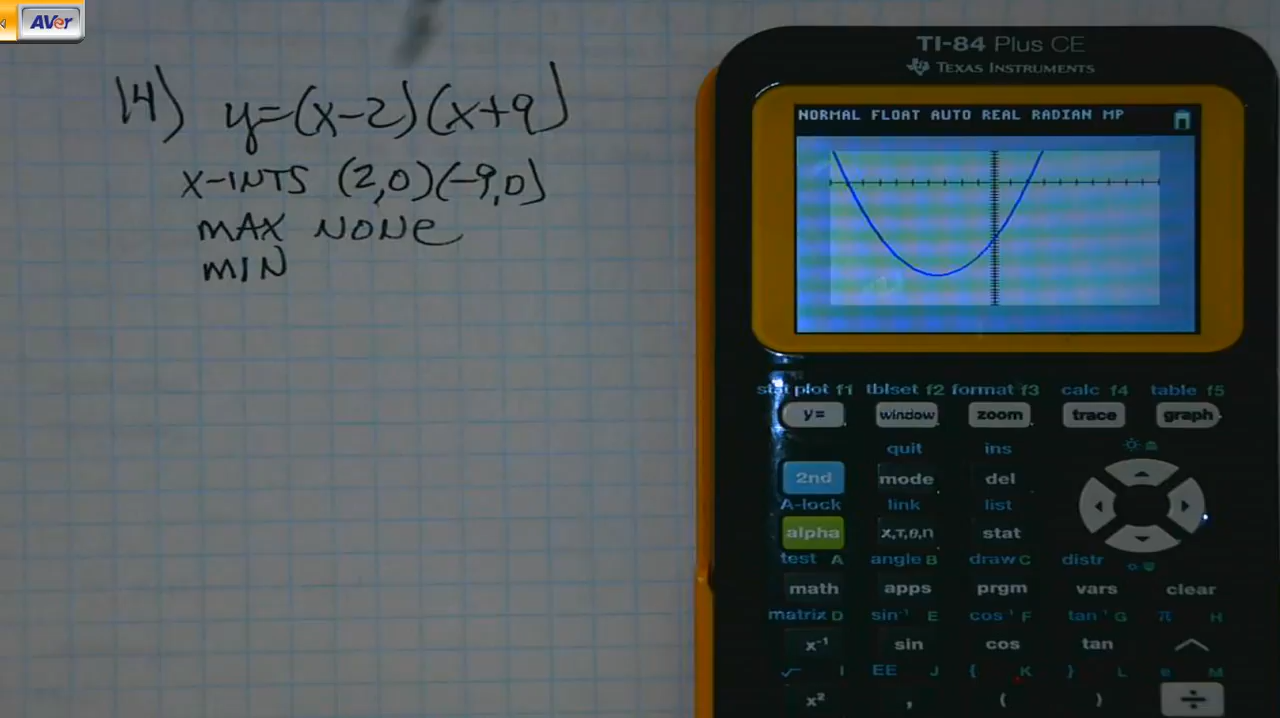 AVer
14) y=(x-2)(x+9)
x-INTS (2,0)(-9,0)
MAX NONe
MIN
TI-84 Plus CE
TEXAS INSTRUMENTS
NORMAL FLOAT AUTO REAL RADIAN MP
stat plot f1 tblset f2 format f3 calc f4 table f5
y= window zoom trace graph
quit ins
2nd mode del
A-lock link list
alpha X,T,θ,n stat
test A angle B draw C distr
math apps prgm vars clear
matrix D sin⁻¹ E cos⁻¹ F tan⁻¹ G π H
x⁻¹ sin cos tan ^
√ I EE J { K } L e M
x² , ( ) ÷